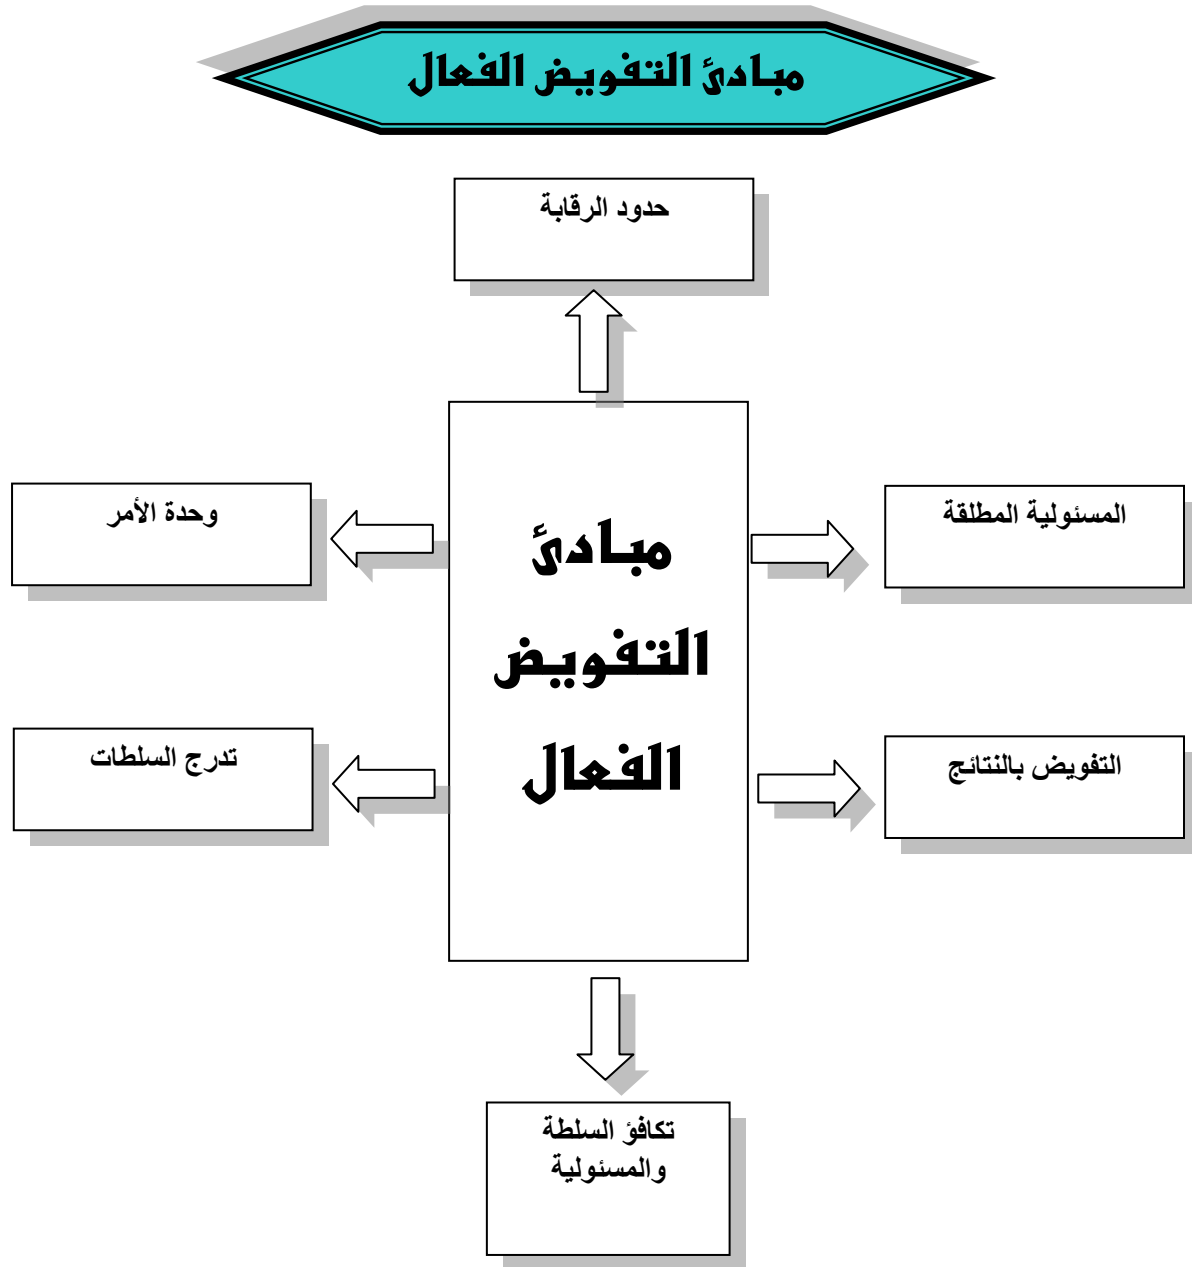 مبادئ التفويض الفعال
حدود الرقابة
المسئولية المطلقة
وحدة الأمر
مبادئ
التفويض
الفعال
التفويض بالنتائج
تدرج السلطات
تكافؤ السلطة
والمسئولية